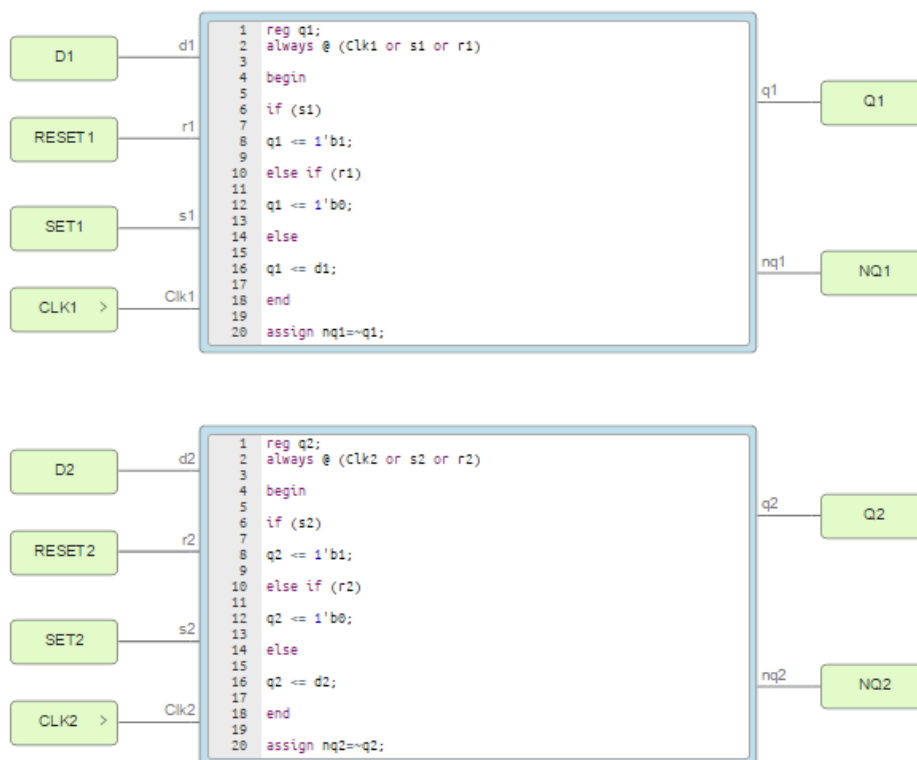 D1
RESET1
SET1
CLK1 >
d1
r1
s1
Clk1
1 reg q1;
2 always @ (Clk1 or s1 or r1)
3
4 begin
5
6 if (s1)
7
8 q1 <= 1'b1;
9
10 else if (r1)
11
12 q1 <= 1'b0;
13
14 else
15
16 q1 <= d1;
17
18 end
19
20 assign nq1=~q1;
q1
Q1
nq1
NQ1
D2
RESET2
SET2
CLK2 >
d2
r2
s2
Clk2
1 reg q2;
2 always @ (Clk2 or s2 or r2)
3
4 begin
5
6 if (s2)
7
8 q2 <= 1'b1;
9
10 else if (r2)
11
12 q2 <= 1'b0;
13
14 else
15
16 q2 <= d2;
17
18 end
19
20 assign nq2=~q2;
q2
Q2
nq2
NQ2